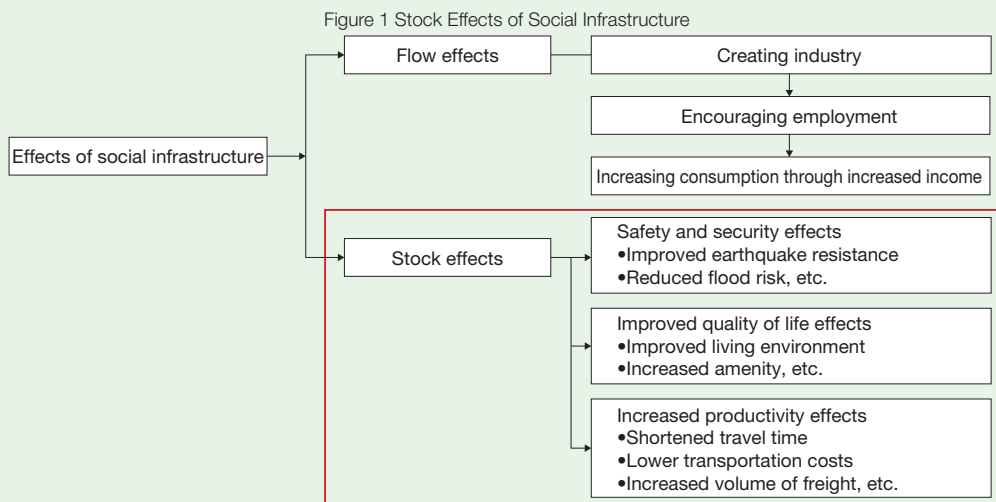 Figure 1 Stock Effects of Social Infrastructure
Flow effects
Creating industry
Encouraging employment
Increasing consumption through increased income
Effects of social infrastructure
Stock effects
Safety and security effects
•Improved earthquake resistance
•Reduced flood risk, etc.
Improved quality of life effects
•Improved living environment
•Increased amenity, etc.
Increased productivity effects
•Shortened travel time
•Lower transportation costs
•Increased volume of freight, etc.